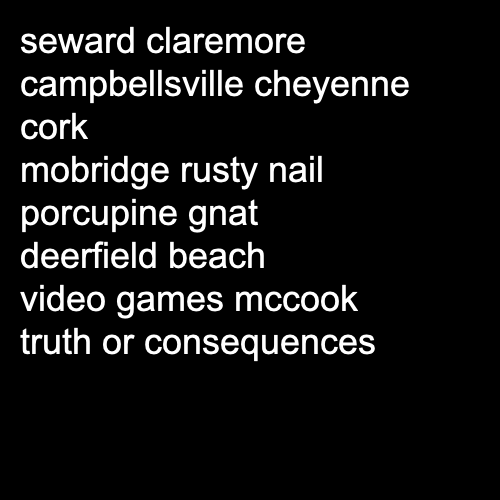 seward claremore
campbellsville cheyenne
cork
mobridge rusty nail
porcupine gnat
deerfield beach
video games mccook
truth or consequences